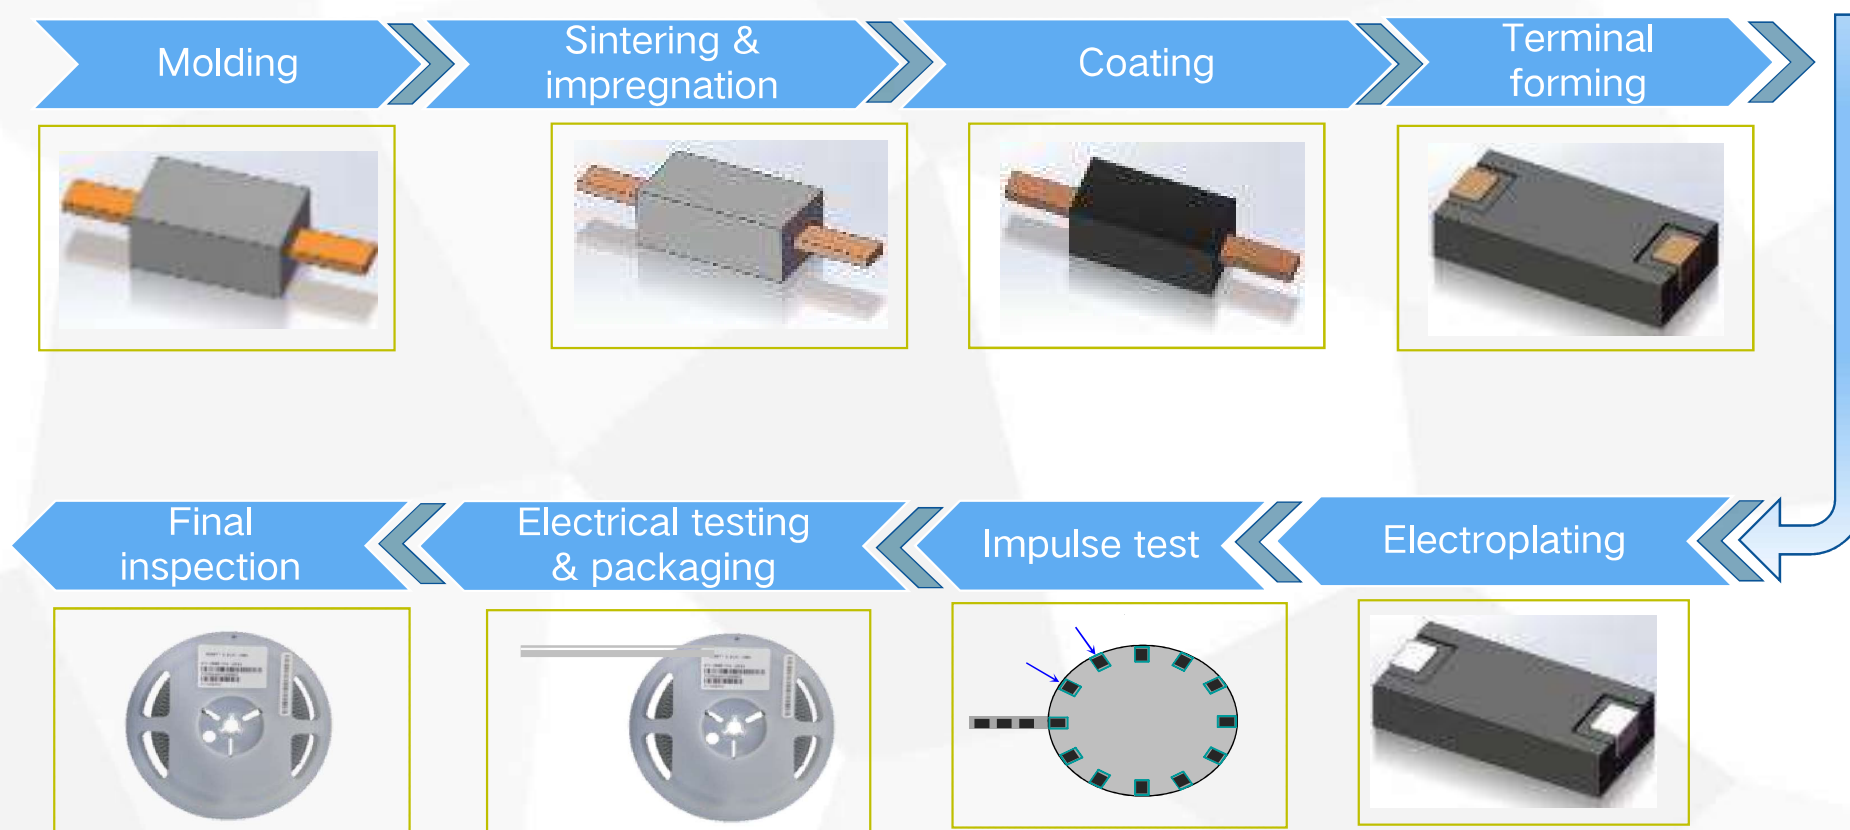 Molding
Sintering &
impregnation
Coating
Terminal
forming
Final
inspection
Electrical testing
& packaging
Impulse test
Electroplating